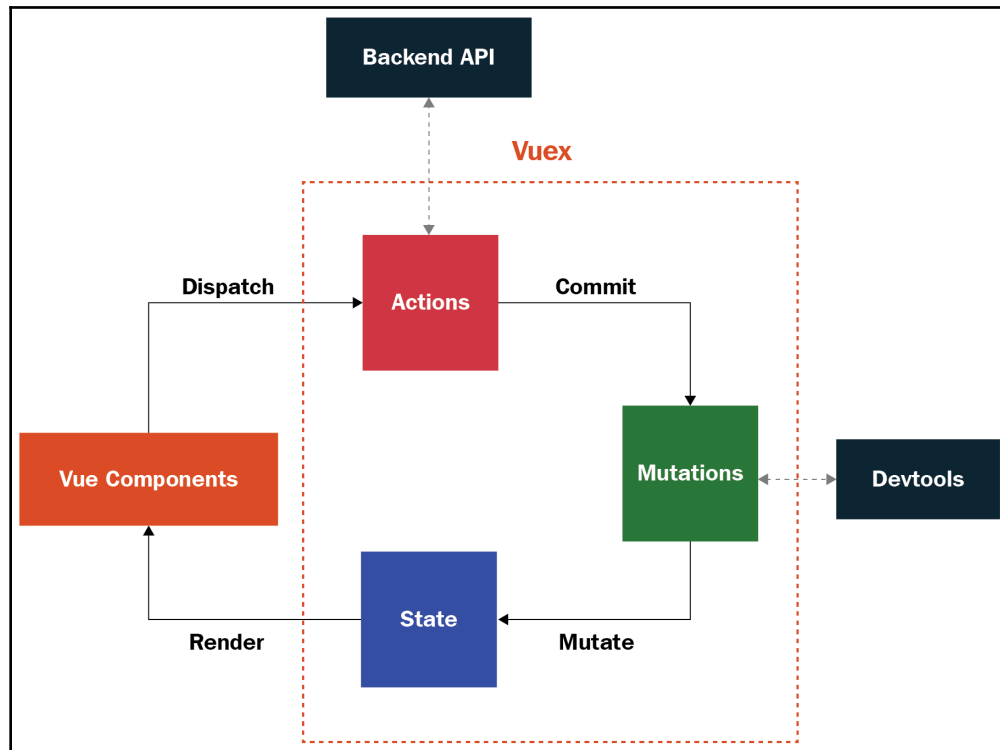 Backend API
Vuex
Dispatch
Actions
Commit
Vue Components
Mutations
Devtools
State
Render
Mutate